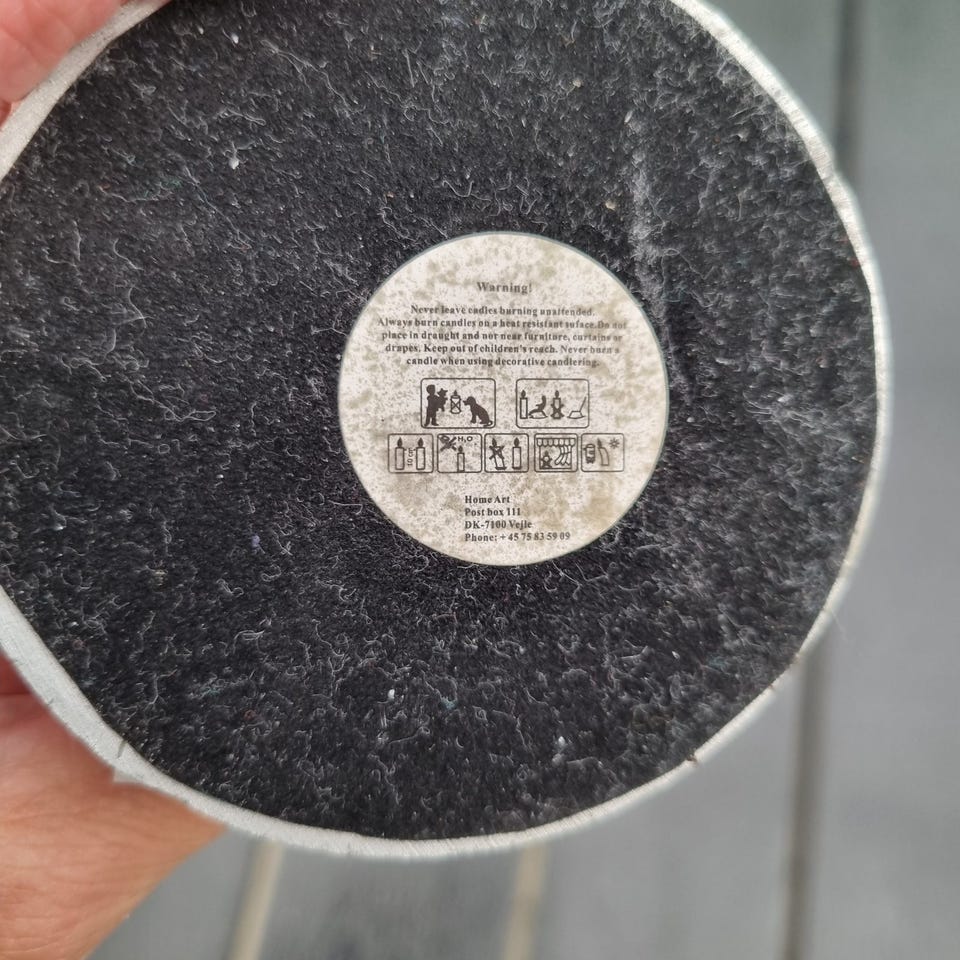 Warning!
Never leave cadles burning unattended.
Always burn candles on a heat resistant suface.Do not
place in draught and nor near furniture, curtains or
drapes. Keep out of children's reach. Never burn a
candle when using decorative candlering.
H₂O
Home Art
Post box 111
DK-7100 Vejle
Phone: + 45 75 83 59 09